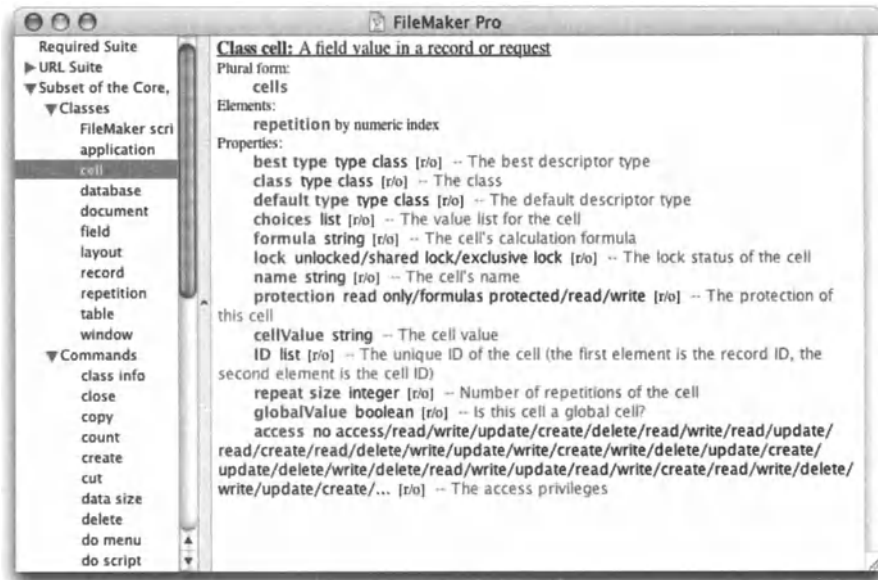 FileMaker Pro
Required Suite
URL Suite
Subset of the Core,
Classes
FileMaker scri
application
cell
database
document
field
layout
record
repetition
table
window
Commands
class info
close
copy
count
create
cut
data size
delete
do menu
do script
Class cell: A field value in a record or request
Plural form:
cells
Elements:
repetition by numeric index
Properties:
best type type class [r/o] -- The best descriptor type
class type class [r/o] -- The class
default type type class [r/o] -- The default descriptor type
choices list [r/o] -- The value list for the cell
formula string [r/o] -- The cell's calculation formula
lock unlocked/shared lock/exclusive lock [r/o] -- The lock status of the cell
name string [r/o] -- The cell's name
protection read only/formulas protected/read/write [r/o] -- The protection of
this cell
cellValue string -- The cell value
ID list [r/o] -- The unique ID of the cell (the first element is the record ID, the
second element is the cell ID)
repeat size integer [r/o] -- Number of repetitions of the cell
globalValue boolean [r/o] -- Is this cell a global cell?
access no access/read/write/update/create/delete/read/write/read/update/
read/create/read/delete/write/update/write/create/write/delete/update/create/
update/delete/write/delete/read/write/update/read/write/create/read/write/delete/
write/update/create/... [r/o] -- The access privileges